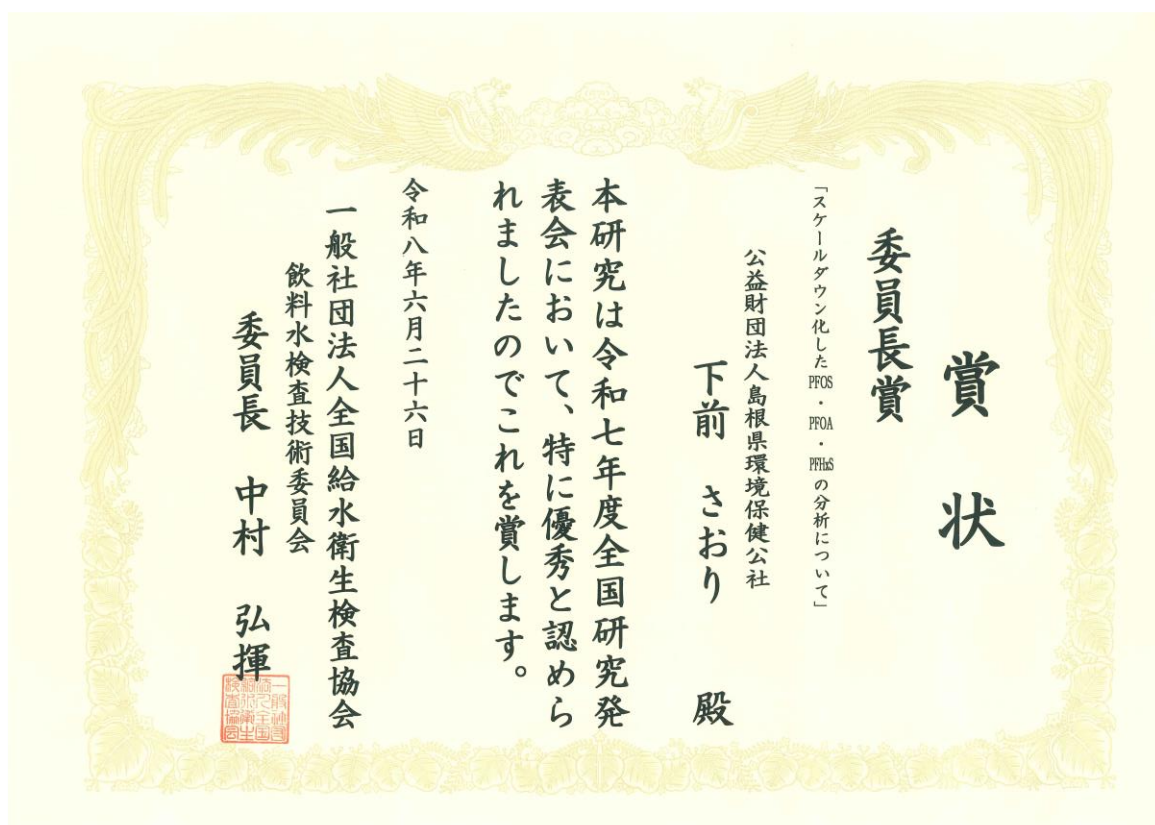 賞状
委員長賞
「スケールダウン化したPFOS・PFOA・PFHxSの分析について」
公益財団法人島根県環境保健公社
下前 さおり 殿
本研究は令和七年度全国研究発
表会において、特に優秀と認めら
れましたのでこれを賞します。
令和八年六月二十六日
一般社団法人全国給水衛生検査協会
飲料水検査技術委員会
委員長 中村 弘揮